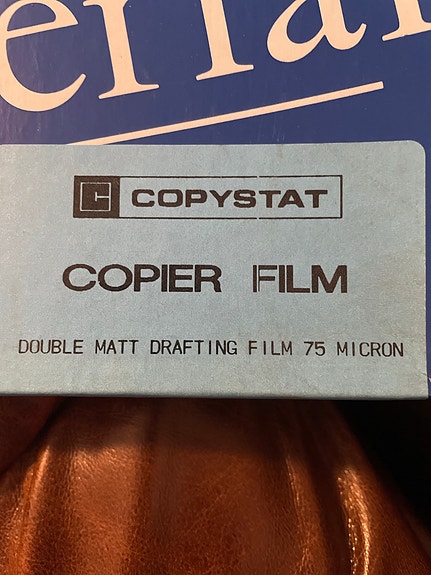 COPYSTAT
COPIER FILM
DOUBLE MATT DRAFTING FILM 75 MICRON